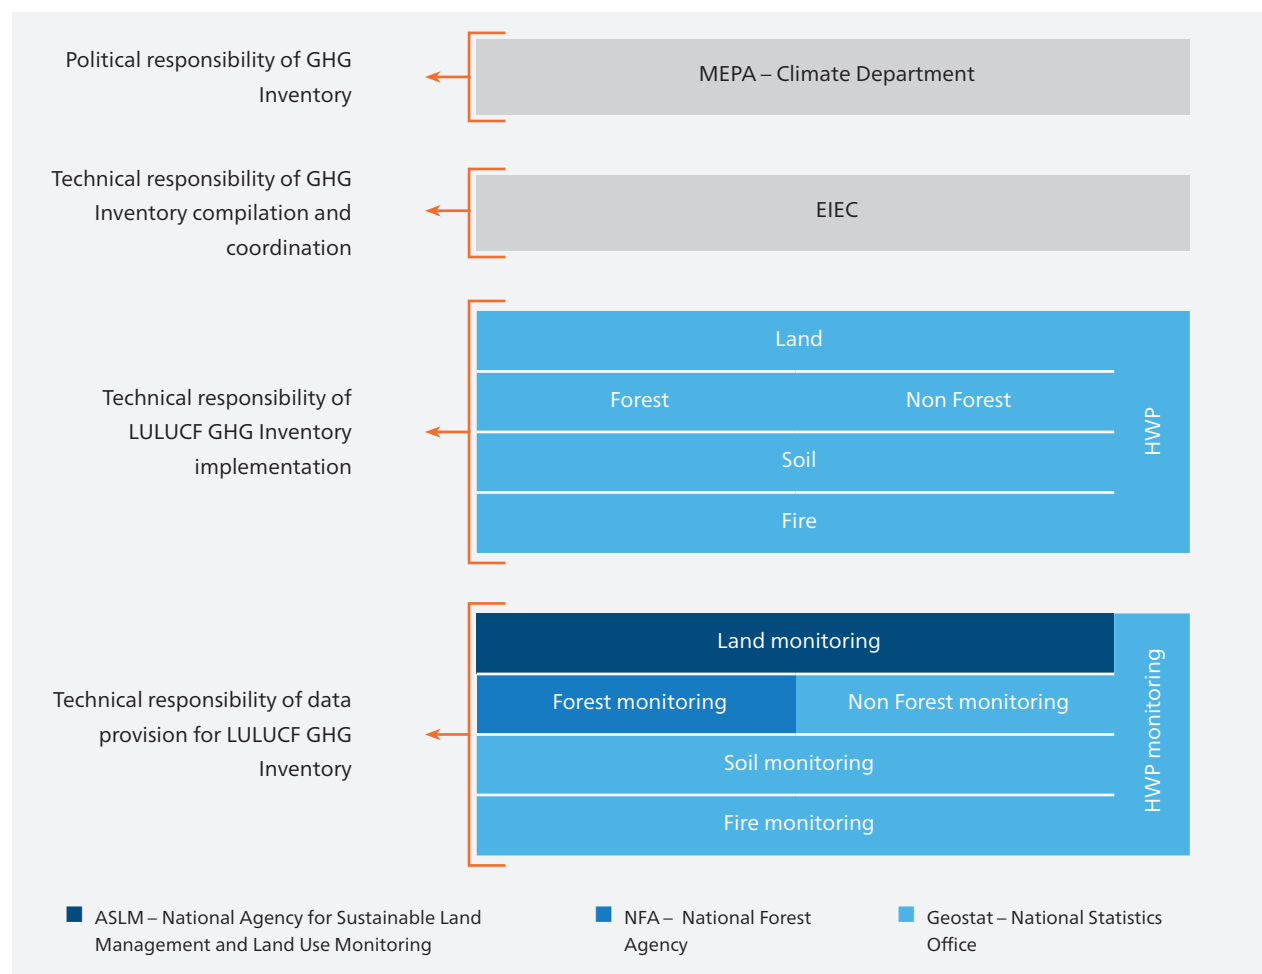 Political responsibility of GHG
Inventory
MEPA – Climate Department
Technical responsibility of GHG
Inventory compilation and
coordination
EIEC
Technical responsibility of
LULUCF GHG Inventory
implementation
Land
Forest
Non Forest
Soil
Fire
HWP
Technical responsibility of data
provision for LULUCF GHG
Inventory
Land monitoring
Forest monitoring
Non Forest monitoring
Soil monitoring
Fire monitoring
HWP monitoring
ASLM – National Agency for Sustainable Land
Management and Land Use Monitoring
NFA – National Forest
Agency
Geostat – National Statistics
Office